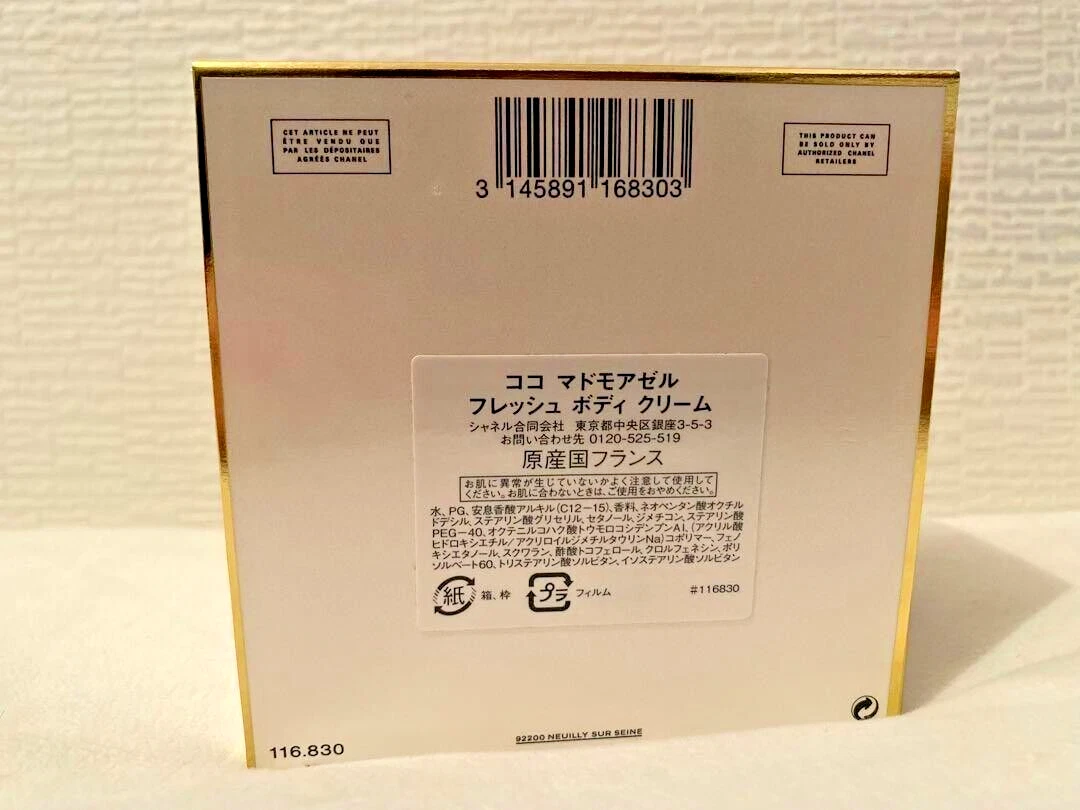 CET ARTICLE NE PEUT
ÊTRE VENDU QUE
PAR LES DÉPOSITAIRES
AGRÉÉS CHANEL
3 145891 168303
THIS PRODUCT CAN
BE SOLD ONLY BY
AUTHORIZED CHANEL
RETAILERS
ココ マドモアゼル
フレッシュ ボディ クリーム
シャネル合同会社 東京都中央区銀座3-5-3
お問い合わせ先 0120-525-519
原産国フランス
お肌に異常が生じていないかよく注意して使用して
ください。お肌に合わないときは、ご使用をおやめください。
水、PG、安息香酸アルキル(C12-15)、香料、ネオペンタン酸オクチル
ドデシル、ステアリン酸グリセリル、セタノール、ジメチコン、ステアリン酸
PEG-40、オクテニルコハク酸トウモロコシデンプンAl、(アクリル酸
ヒドロキシエチル/アクリロイルジメチルタウリンNa)コポリマー、フェノ
キシエタノール、スクワラン、酢酸トコフェロール、クロルフェネシン、ポリ
ソルベート60、トリステアリン酸ソルビタン、イソステアリン酸ソルビタン
紙 箱、枠 プラ フィルム #116830
116.830
92200 NEUILLY SUR SEINE